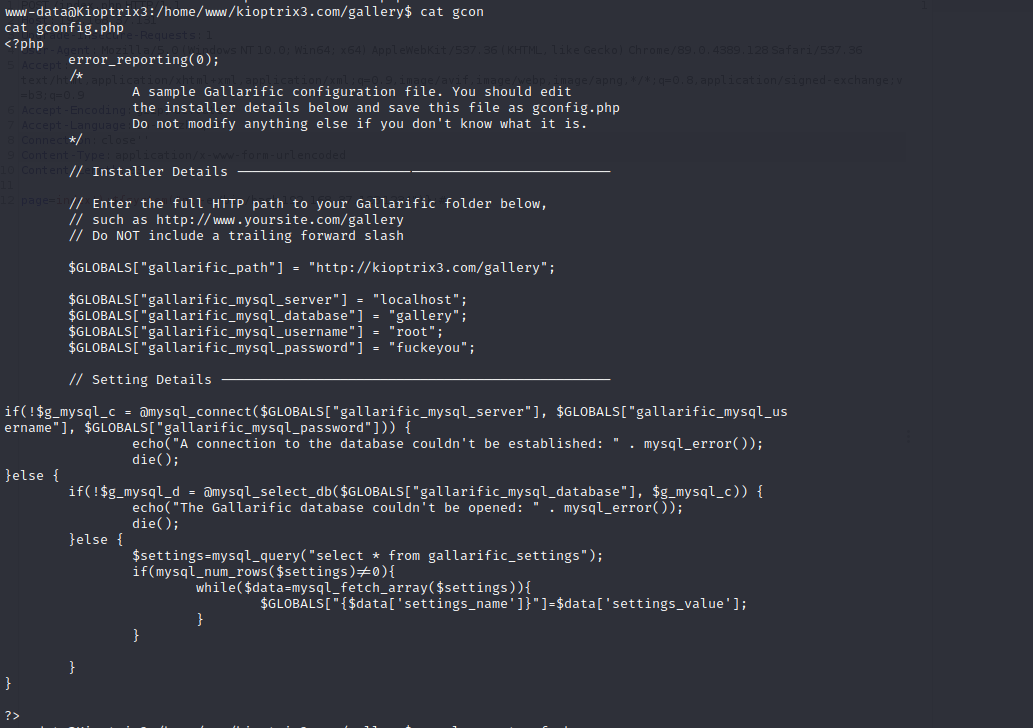 www-data@Kioptrix3:/home/www/kioptrix3.com/gallery$ cat gcon
cat gconfig.php
<?php
        error_reporting(0);
        /*
                A sample Gallarific configuration file. You should edit
                the installer details below and save this file as gconfig.php
                Do not modify anything else if you don't know what it is.
        */

        // Installer Details -----------------------------------------------

        // Enter the full HTTP path to your Gallarific folder below,
        // such as http://www.yoursite.com/gallery
        // Do NOT include a trailing forward slash

        $GLOBALS["gallarific_path"] = "http://kioptrix3.com/gallery";

        $GLOBALS["gallarific_mysql_server"] = "localhost";
        $GLOBALS["gallarific_mysql_database"] = "gallery";
        $GLOBALS["gallarific_mysql_username"] = "root";
        $GLOBALS["gallarific_mysql_password"] = "fuckeyou";

        // Setting Details -------------------------------------------------

if(!$g_mysql_c = @mysql_connect($GLOBALS["gallarific_mysql_server"], $GLOBALS["gallarific_mysql_us
ername"], $GLOBALS["gallarific_mysql_password"])) {
                echo("A connection to the database couldn't be established: " . mysql_error());
                die();
}else {
        if(!$g_mysql_d = @mysql_select_db($GLOBALS["gallarific_mysql_database"], $g_mysql_c)) {
                echo("The Gallarific database couldn't be opened: " . mysql_error());
                die();
        }else {
                $settings=mysql_query("select * from gallarific_settings");
                if(mysql_num_rows($settings)!=0){
                        while($data=mysql_fetch_array($settings)){
                                $GLOBALS["{$data['settings_name']}"]=$data['settings_value'];
                        }
                }

        }
}

?>